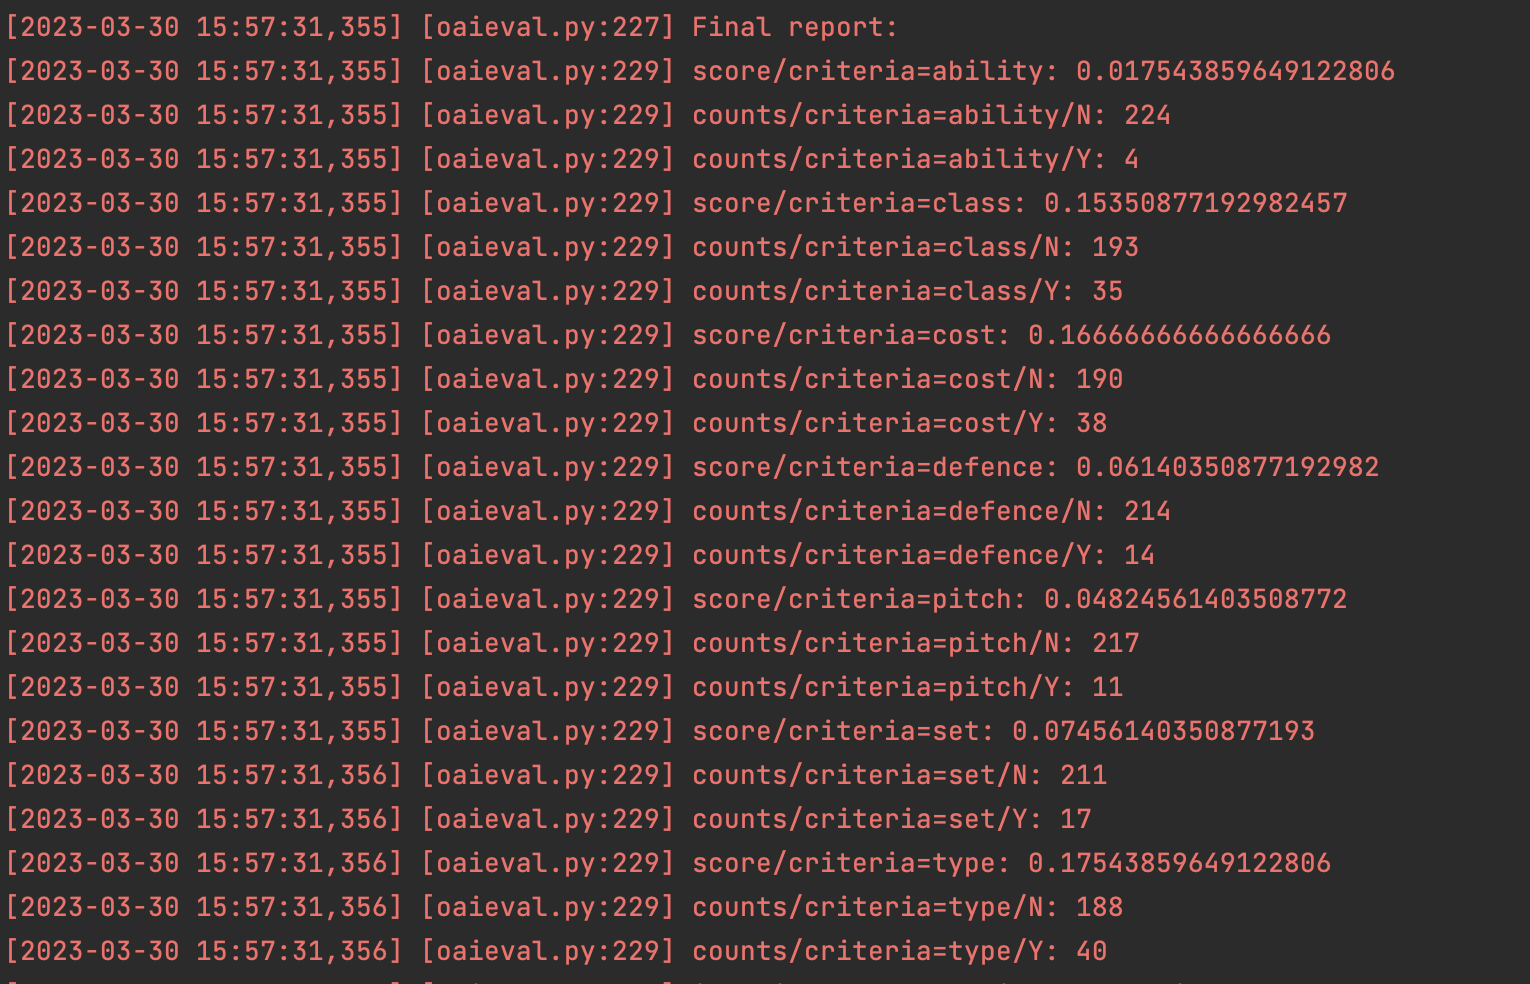 [2023-03-30 15:57:31,355] [oaieval.py:227] Final report:
[2023-03-30 15:57:31,355] [oaieval.py:229] score/criteria=ability: 0.017543859649122806
[2023-03-30 15:57:31,355] [oaieval.py:229] counts/criteria=ability/N: 224
[2023-03-30 15:57:31,355] [oaieval.py:229] counts/criteria=ability/Y: 4
[2023-03-30 15:57:31,355] [oaieval.py:229] score/criteria=class: 0.15350877192982457
[2023-03-30 15:57:31,355] [oaieval.py:229] counts/criteria=class/N: 193
[2023-03-30 15:57:31,355] [oaieval.py:229] counts/criteria=class/Y: 35
[2023-03-30 15:57:31,355] [oaieval.py:229] score/criteria=cost: 0.16666666666666666
[2023-03-30 15:57:31,355] [oaieval.py:229] counts/criteria=cost/N: 190
[2023-03-30 15:57:31,355] [oaieval.py:229] counts/criteria=cost/Y: 38
[2023-03-30 15:57:31,355] [oaieval.py:229] score/criteria=defence: 0.06140350877192982
[2023-03-30 15:57:31,355] [oaieval.py:229] counts/criteria=defence/N: 214
[2023-03-30 15:57:31,355] [oaieval.py:229] counts/criteria=defence/Y: 14
[2023-03-30 15:57:31,355] [oaieval.py:229] score/criteria=pitch: 0.04824561403508772
[2023-03-30 15:57:31,355] [oaieval.py:229] counts/criteria=pitch/N: 217
[2023-03-30 15:57:31,355] [oaieval.py:229] counts/criteria=pitch/Y: 11
[2023-03-30 15:57:31,355] [oaieval.py:229] score/criteria=set: 0.07456140350877193
[2023-03-30 15:57:31,356] [oaieval.py:229] counts/criteria=set/N: 211
[2023-03-30 15:57:31,356] [oaieval.py:229] counts/criteria=set/Y: 17
[2023-03-30 15:57:31,356] [oaieval.py:229] score/criteria=type: 0.17543859649122806
[2023-03-30 15:57:31,356] [oaieval.py:229] counts/criteria=type/N: 188
[2023-03-30 15:57:31,356] [oaieval.py:229] counts/criteria=type/Y: 40